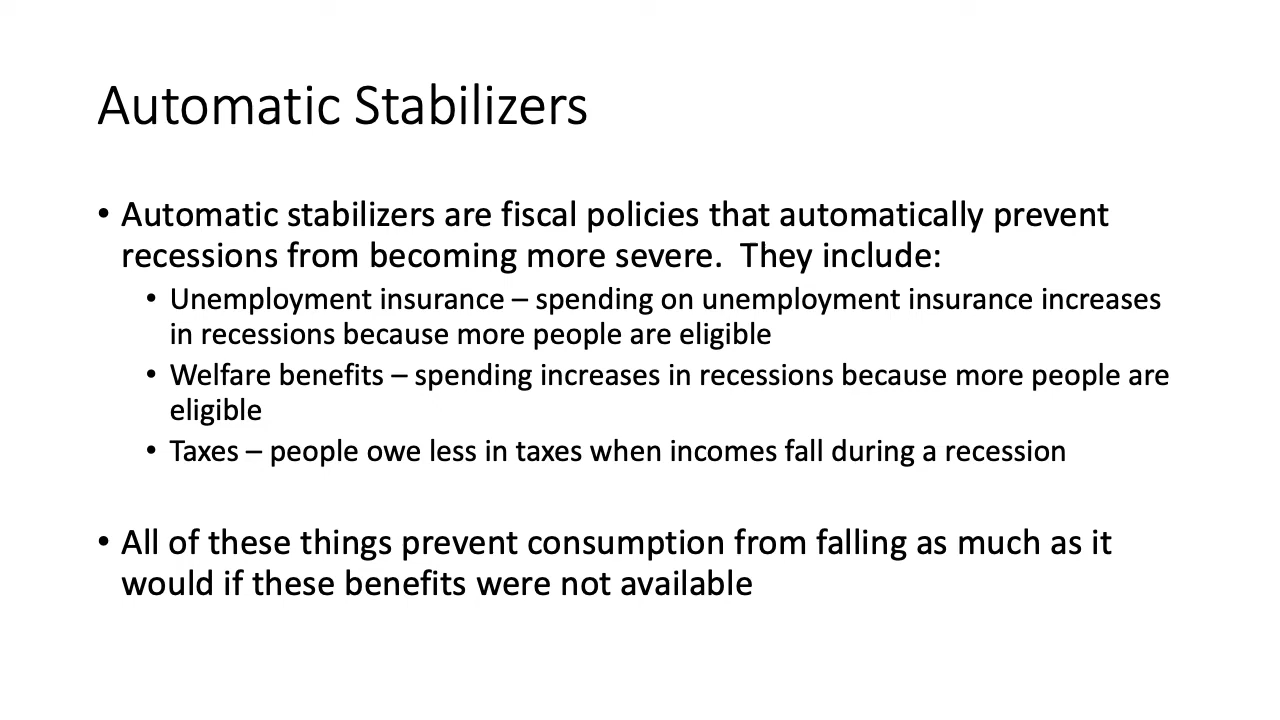 Automatic Stabilizers
• Automatic stabilizers are fiscal policies that automatically prevent
recessions from becoming more severe.  They include:
• Unemployment insurance – spending on unemployment insurance increases
in recessions because more people are eligible
• Welfare benefits – spending increases in recessions because more people are
eligible
• Taxes – people owe less in taxes when incomes fall during a recession
• All of these things prevent consumption from falling as much as it
would if these benefits were not available